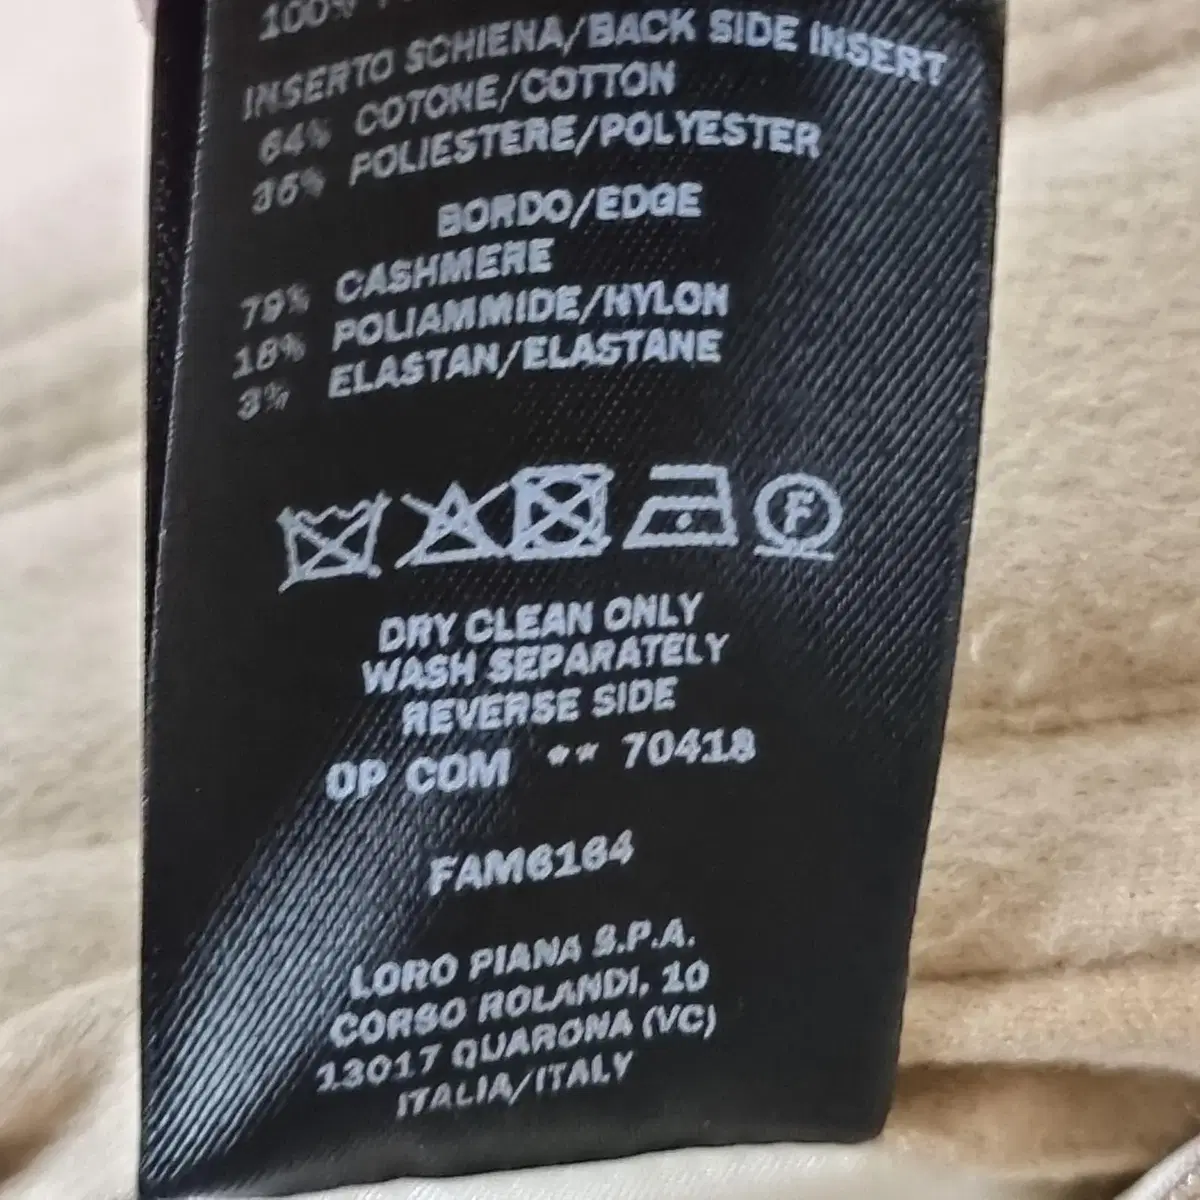 100%
INSERTO SCHIENA/BACK SIDE INSERT
64% COTONE/COTTON
36% POLIESTERE/POLYESTER
BORDO/EDGE
79% CASHMERE
18% POLIAMMIDE/NYLON
3% ELASTAN/ELASTANE
F
DRY CLEAN ONLY
WASH SEPARATELY
REVERSE SIDE
OP COM ** 70418
FAM6164
LORO PIANA S.P.A.
CORSO ROLANDI, 10
13017 QUARONA (VC)
ITALIA/ITALY